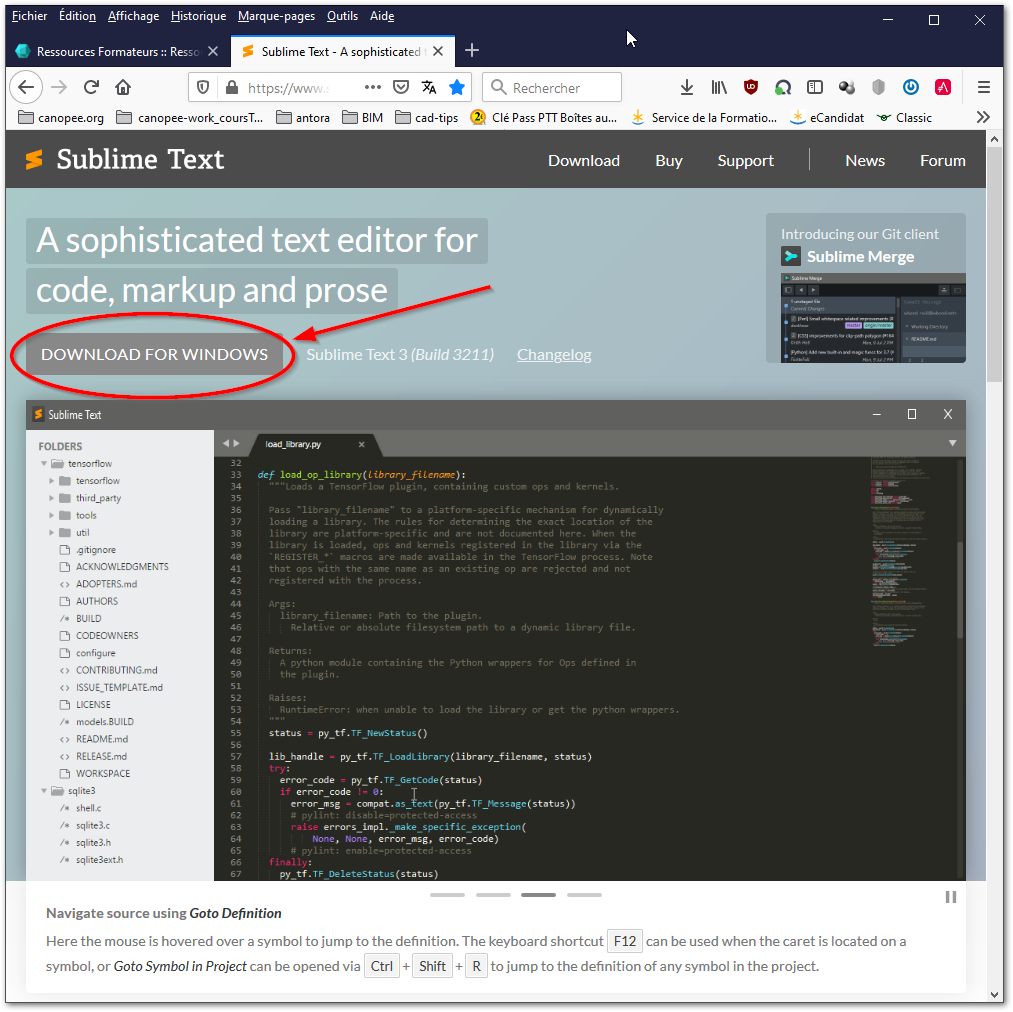 Fichier Édition Affichage Historique Marque-pages Outils Aide
Ressources Formateurs :: Resso
Sublime Text - A sophisticated t
https://www.s
Rechercher
canopee.org canopee-work_coursT... antora BIM cad-tips Clé Pass PTT Boîtes au... Service de la Formatio... eCandidat Classic
Sublime Text
Download Buy Support News Forum
A sophisticated text editor for
code, markup and prose
Introducing our Git client
Sublime Merge
DOWNLOAD FOR WINDOWS
Sublime Text 3 (Build 3211) Changelog
Sublime Text
FOLDERS
tensorflow
tensorflow
third_party
tools
util
.gitignore
ACKNOWLEDGMENTS
ADOPTERS.md
AUTHORS
BUILD
CODEOWNERS
configure
CONTRIBUTING.md
ISSUE_TEMPLATE.md
LICENSE
models.BUILD
README.md
RELEASE.md
WORKSPACE
sqlite3
shell.c
sqlite3.c
sqlite3.h
sqlite3ext.h
load_library.py
32
33 def load_op_library(library_filename):
34 """Loads a TensorFlow plugin, containing custom ops and kernels.
35
36 Pass "library_filename" to a platform-specific mechanism for dynamically
37 loading a library. The rules for determining the exact location of the
38 library are platform-specific and are not documented here. When the
39 library is loaded, ops and kernels registered in the library via the
40 `REGISTER_*` macros are made available in the TensorFlow process. Note
41 that ops with the same name as an existing op are rejected and not
42 registered with the process.
43
44 Args:
45 library_filename: Path to the plugin.
46 Relative or absolute filesystem path to a dynamic library file.
47
48 Returns:
49 A python module containing the Python wrappers for Ops defined in
50 the plugin.
51
52 Raises:
53 RuntimeError: when unable to load the library or get the python wrappers.
54 """
55 status = py_tf.TF_NewStatus()
56
57 lib_handle = py_tf.TF_LoadLibrary(library_filename, status)
58 try:
59 error_code = py_tf.TF_GetCode(status)
60 if error_code != 0:
61 error_msg = compat.as_text(py_tf.TF_Message(status))
62 # pylint: disable=protected-access
63 raise errors_impl._make_specific_exception(
64 None, None, error_msg, error_code)
65 # pylint: enable=protected-access
66 finally:
67 py_tf.TF_DeleteStatus(status)
Navigate source using Goto Definition
Here the mouse is hovered over a symbol to jump to the definition. The keyboard shortcut F12 can be used when the caret is located on a
symbol, or Goto Symbol in Project can be opened via Ctrl + Shift + R to jump to the definition of any symbol in the project.